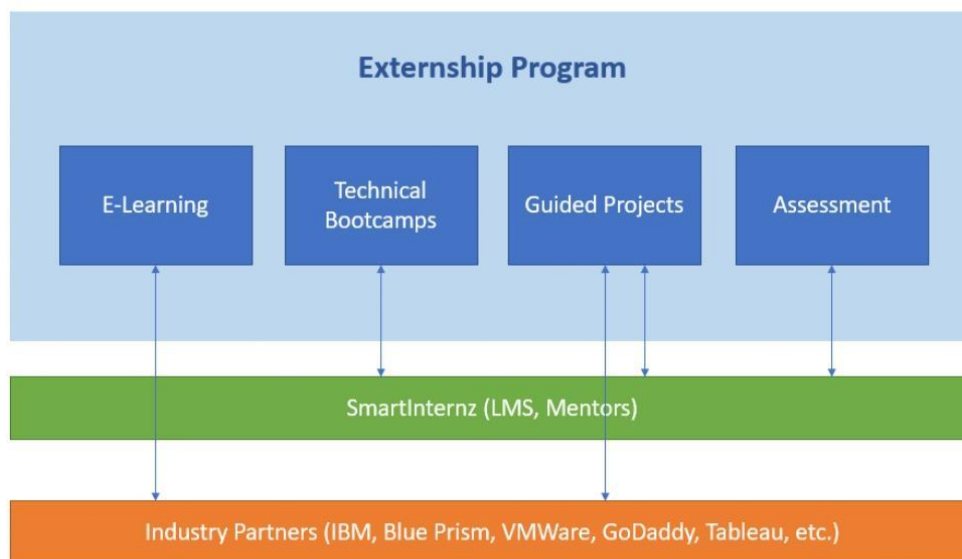 Externship Program
E-Learning
Technical
Bootcamps
Guided Projects
Assessment
SmartInternz (LMS, Mentors)
Industry Partners (IBM, Blue Prism, VMWare, GoDaddy, Tableau, etc.)